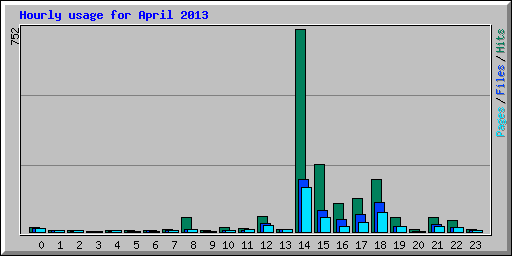 Hourly usage for April 2013
752
Pages/Files/Hits
0 1 2 3 4 5 6 7 8 9 10 11 12 13 14 15 16 17 18 19 20 21 22 23